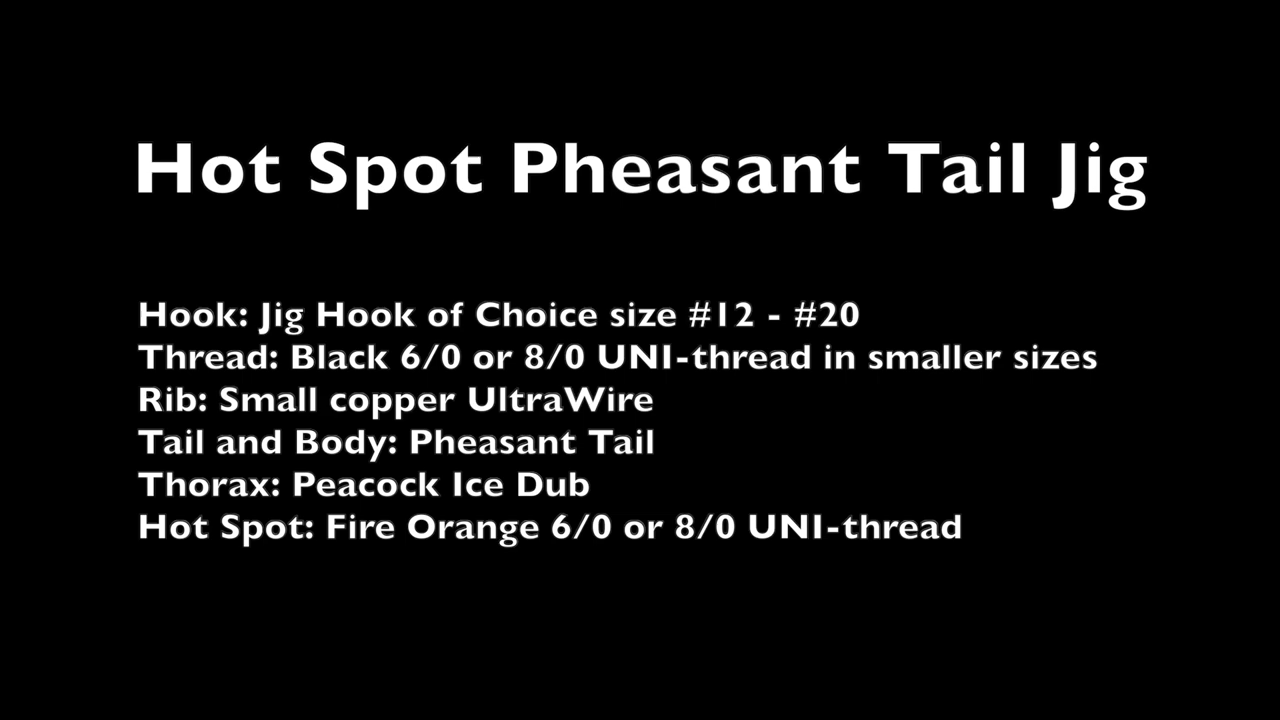 Hot Spot Pheasant Tail Jig
Hook: Jig Hook of Choice size #12 - #20
Thread: Black 6/0 or 8/0 UNI-thread in smaller sizes
Rib: Small copper UltraWire
Tail and Body: Pheasant Tail
Thorax: Peacock Ice Dub
Hot Spot: Fire Orange 6/0 or 8/0 UNI-thread